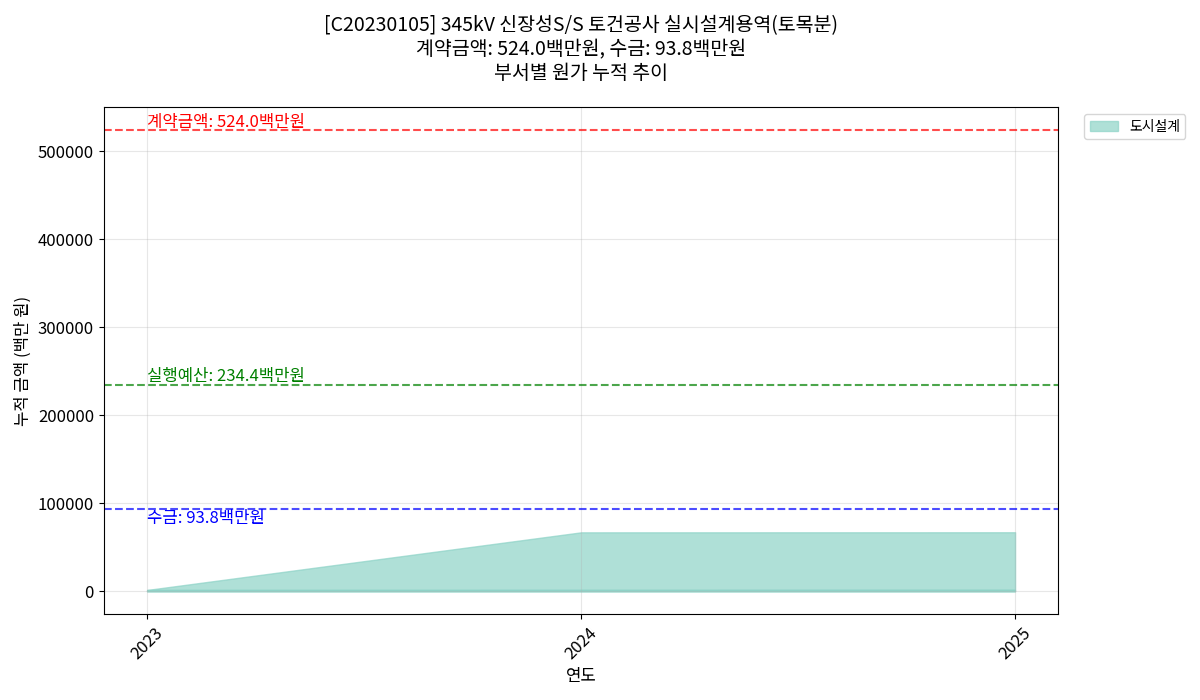 [C20230105] 345kV 신장성S/S 토건공사 실시설계용역(토목분)
계약금액: 524.0백만원, 수금: 93.8백만원
부서별 원가 누적 추이
계약금액: 524.0백만원
도시설계
500000
400000
300000
실행예산: 234.4백만원
200000
100000
수금: 93.8백만원
0
누적 금액 (백만 원)
2023
2024
2025
연도